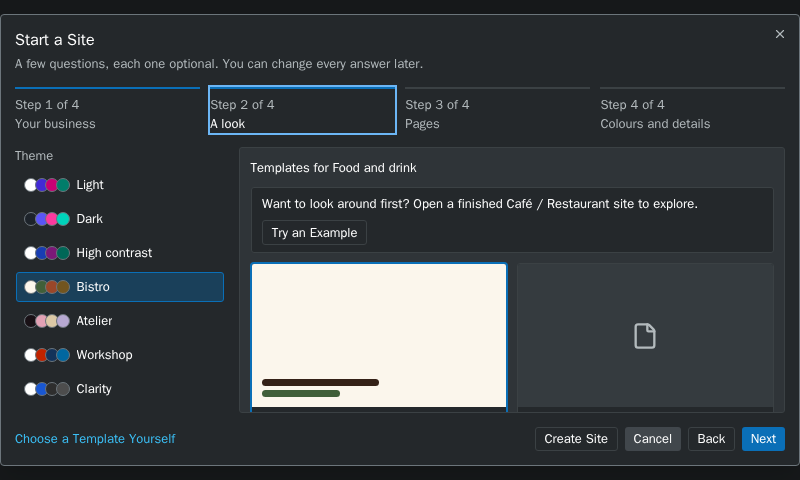 Start a Site
A few questions, each one optional. You can change every answer later.
Step 1 of 4
Your business
Step 2 of 4
A look
Step 3 of 4
Pages
Step 4 of 4
Colours and details
Theme
Light
Dark
High contrast
Bistro
Atelier
Workshop
Clarity
Templates for Food and drink
Want to look around first? Open a finished Café / Restaurant site to explore.
Try an Example
Choose a Template Yourself
Create Site
Cancel
Back
Next